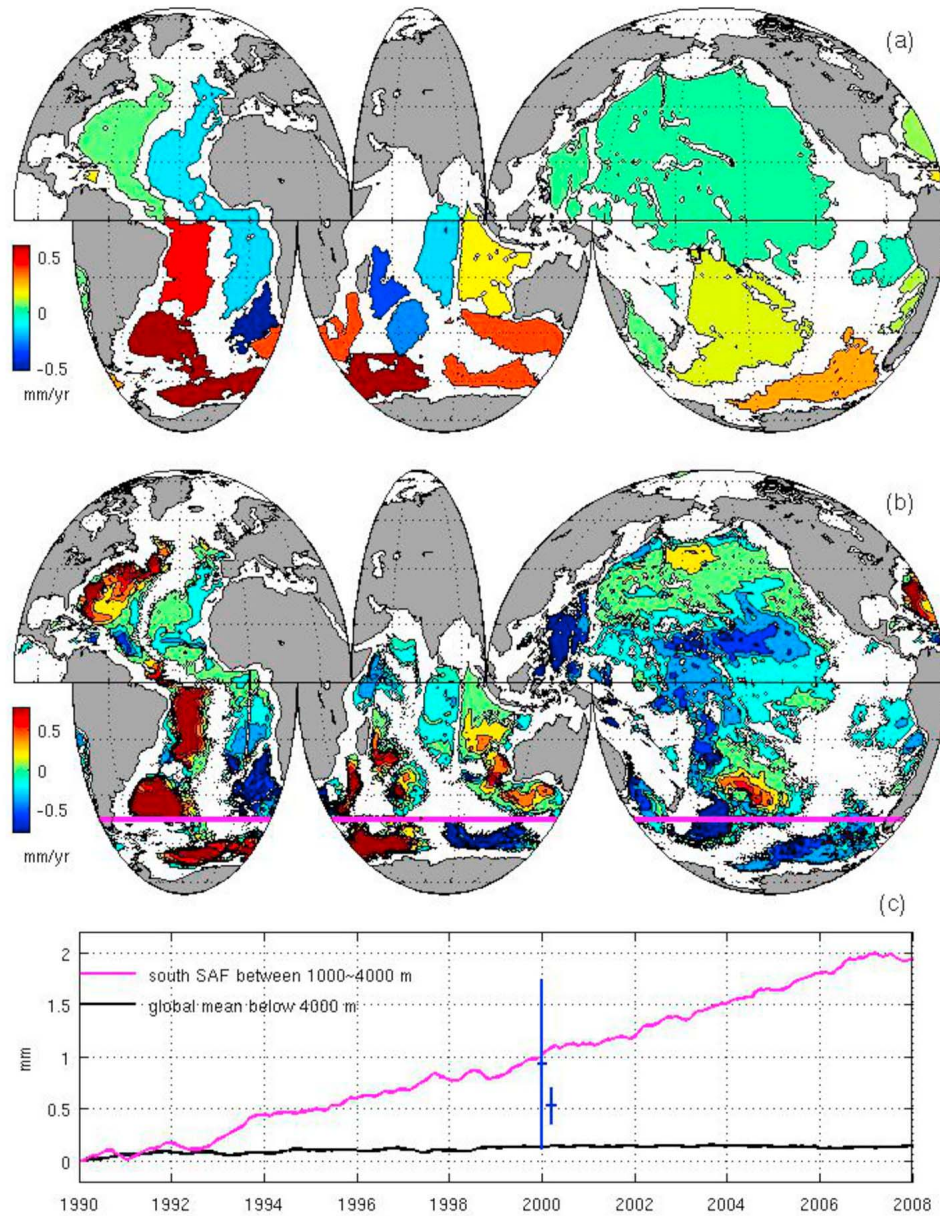 (a)
0.5
0
-0.5
mm/yr
(b)
0.5
0
-0.5
mm/yr
(c)
2
1.5
1
0.5
0
mm
south SAF between 1000~4000 m
global mean below 4000 m
1990 1992 1994 1996 1998 2000 2002 2004 2006 2008